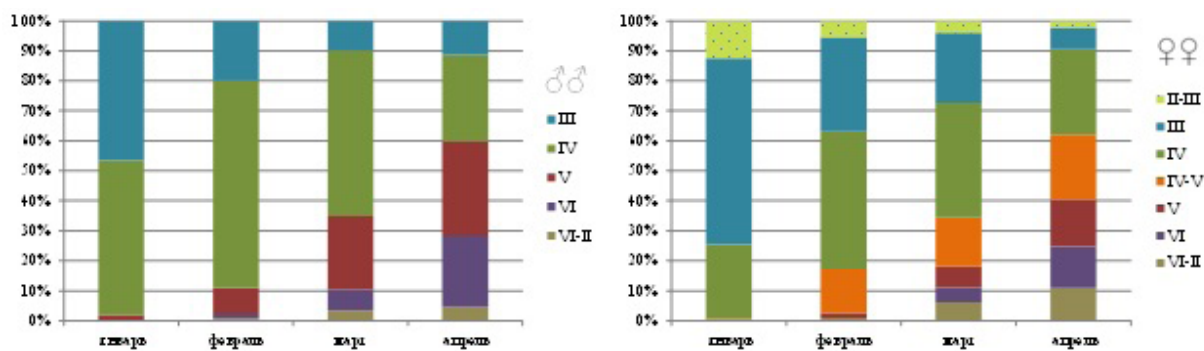 100%
90%
80%
70%
60%
50%
40%
30%
20%
10%
0%
январь
февраль
март
апрель
♂♂
III
IV
V
VI
VI-II
100%
90%
80%
70%
60%
50%
40%
30%
20%
10%
0%
январь
февраль
март
апрель
♀♀
II-III
III
IV
IV-V
V
VI
VI-II